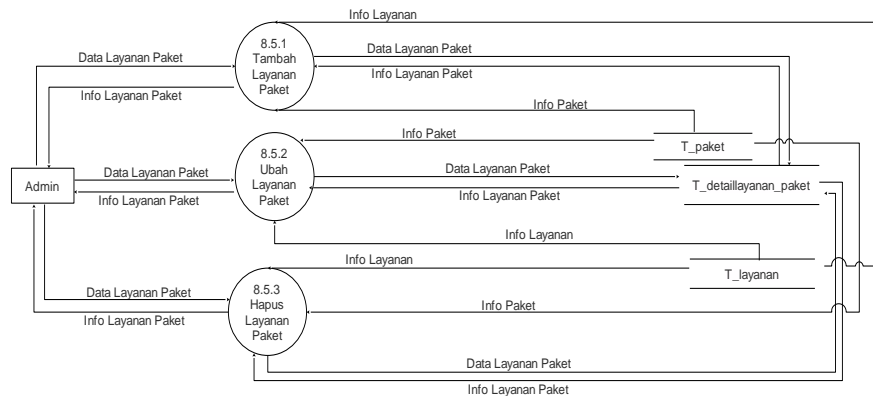 Info Layanan
8.5.1
Tambah
Layanan
Paket
Data Layanan Paket
Data Layanan Paket
Info Layanan Paket
Info Layanan Paket
Info Paket
Info Paket
T_paket
8.5.2
Ubah
Layanan
Paket
Admin
Data Layanan Paket
Data Layanan Paket
T_detaillayanan_paket
Info Layanan Paket
Info Layanan Paket
Info Layanan
Info Layanan
T_layanan
8.5.3
Hapus
Layanan
Paket
Data Layanan Paket
Info Paket
Info Layanan Paket
Data Layanan Paket
Info Layanan Paket